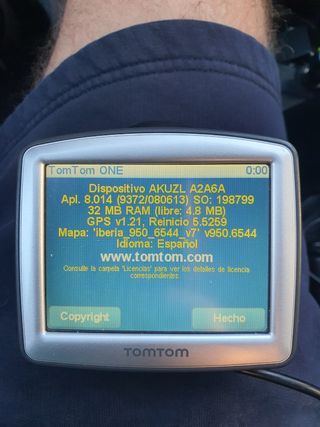 TomTom ONE 0:00
Dispositivo AKUZL A2A6A
Apl. 8.014 (9372/080613) SO: 198799
32 MB RAM (libre: 4.8 MB)
GPS v1.21, Reinicio 5.5269
Mapa: 'Iberia_950_6544_v7' v950.6544
Idioma: Español
www.tomtom.com
Consulte la carpeta "Licencias" para ver los detalles de licencia
correspondientes.
Copyright Hecho
TOMTOM